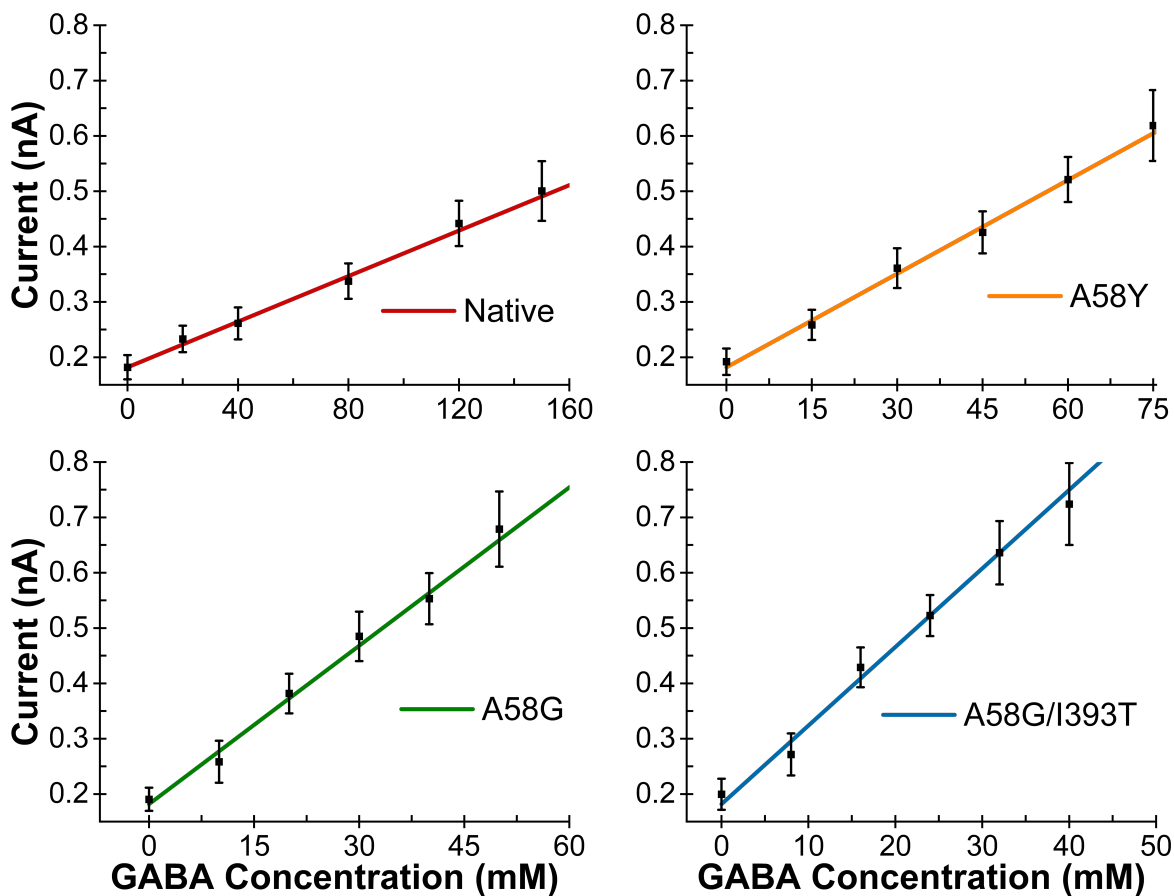 0.8 0.8
0.7 0.7
0.6 0.6
0.5 0.5
0.4 0.4
0.3 0.3
0.2 0.2
Current (nA)
Native
A58Y
0 40 80 120 160
0 15 30 45 60 75
0.8 0.8
0.7 0.7
0.6 0.6
0.5 0.5
0.4 0.4
0.3 0.3
0.2 0.2
Current (nA)
A58G
A58G/I393T
0 15 30 45 60
0 10 20 30 40 50
GABA Concentration (mM)
GABA Concentration (mM)